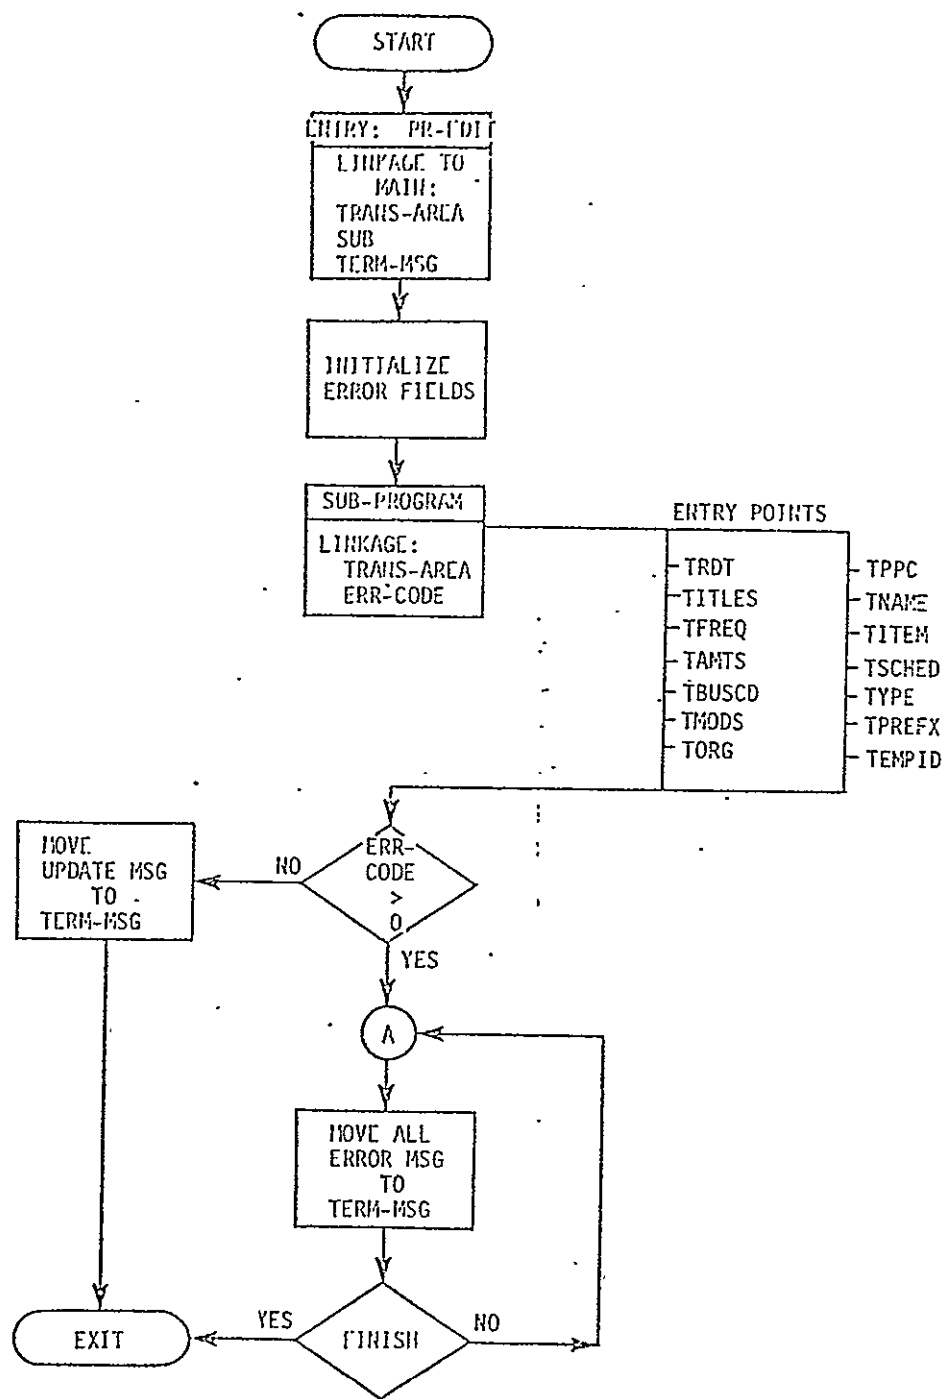 START
ENTRY: PR-EDIT
LINKAGE TO
MAIN:
TRANS-AREA
SUB
TERM-MSG
INITIALIZE
ERROR FIELDS
SUB-PROGRAM
LINKAGE:
TRANS-AREA
ERR-CODE
ENTRY POINTS
TRDT
TITLES
TFREQ
TAMTS
TBUSCD
TMODS
TORG
TPPC
TNAME
TITEM
TSCHED
TYPE
TPREFX
TEMPID
ERR-
CODE
>
0
NO
MOVE
UPDATE MSG
TO
TERM-MSG
YES
A
MOVE ALL
ERROR MSG
TO
TERM-MSG
FINISH
YES
NO
EXIT